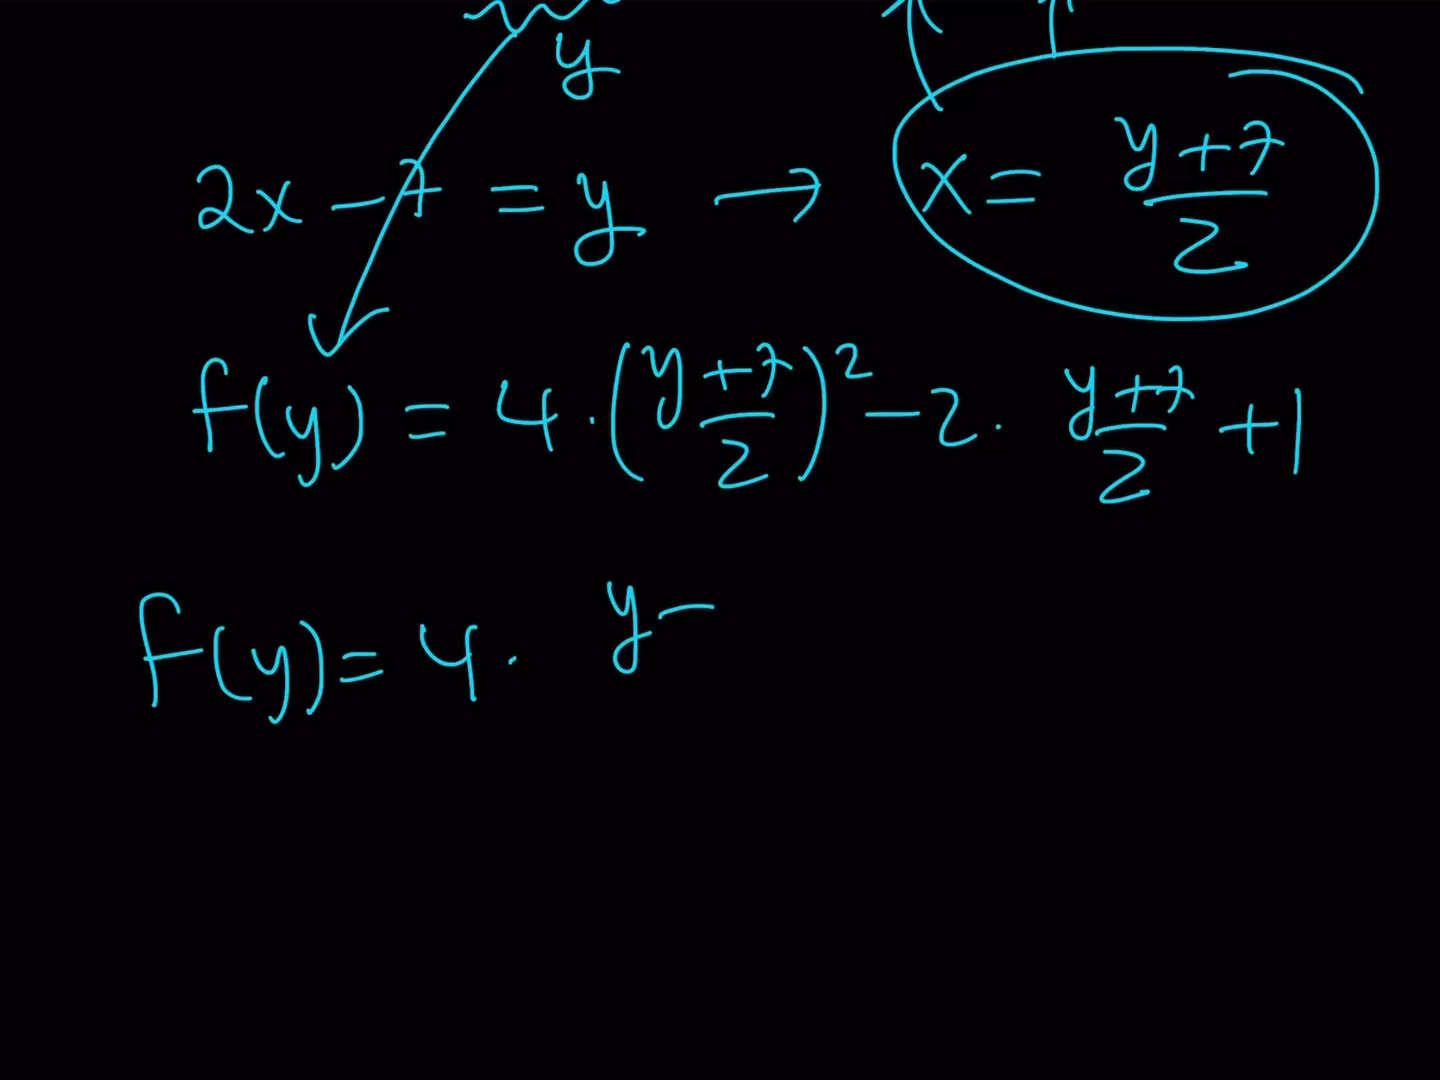 y
2x - 7 = y → x = (y+7)/2
f(y) = 4 · ((y+7)/2)² - 2 · (y+7)/2 + 1
f(y) = 4 · y -